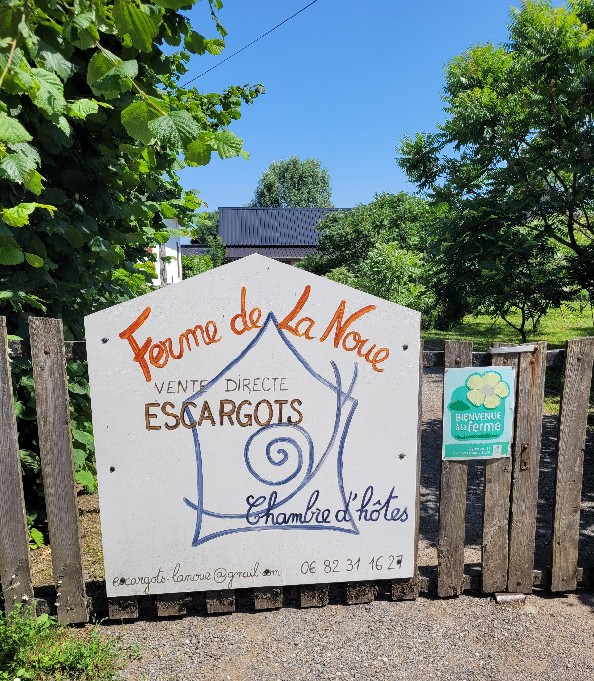 Ferme de La Noue
VENTE DIRECTE
ESCARGOTS
Chambre d'hôtes
escargots.lanoue@gmail.com 06 82 31 16 27
BIENVENUE
à la ferme